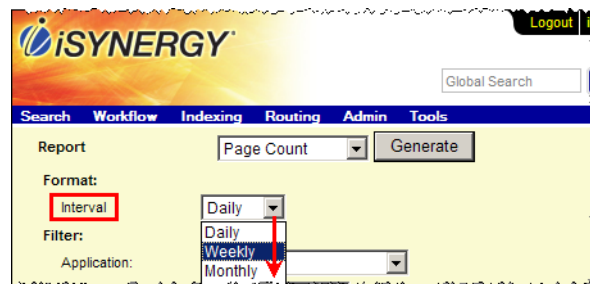 Logout
iSYNERGY
Global Search
Search Workflow Indexing Routing Admin Tools
Report Page Count Generate
Format:
Interval Daily
Daily
Filter:
Weekly
Application:
Monthly